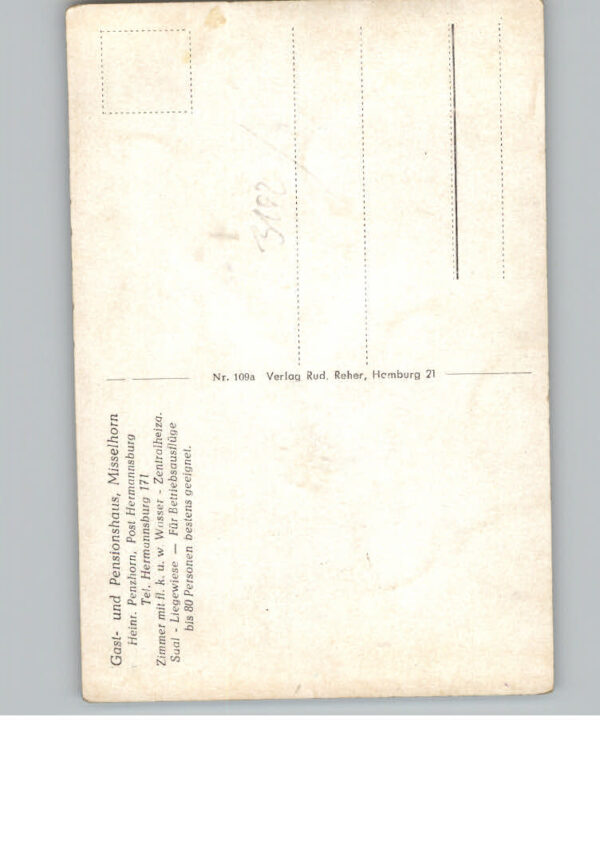 Gast- und Pensionshaus, Misselhorn
Heinr. Penzhorn, Post Hermannsburg
Tel. Hermannsburg 171
Zimmer mit fl. k. u. w. Wasser - Zentralheizg.
Saal - Liegewiese — Für Betriebsausflüge
bis 80 Personen bestens geeignet.
Nr. 109a Verlag Rud. Reher, Hamburg 21